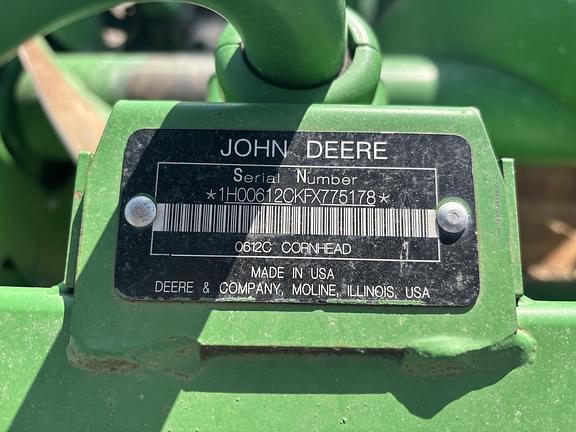 JOHN DEERE
Serial Number
*1H00612CKFX775178*
0612C CORNHEAD
MADE IN USA
DEERE & COMPANY, MOLINE, ILLINOIS, USA